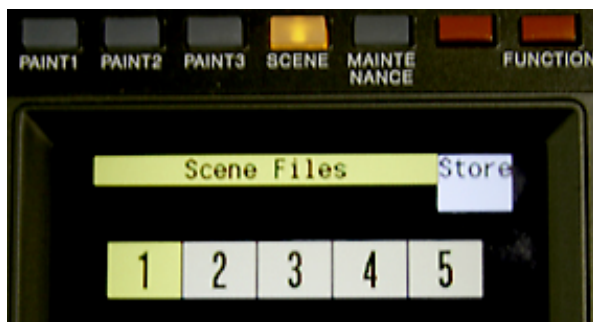 PAINT1 PAINT2 PAINT3 SCENE MAINTE NANCE FUNCTION
Scene Files Store
1 2 3 4 5